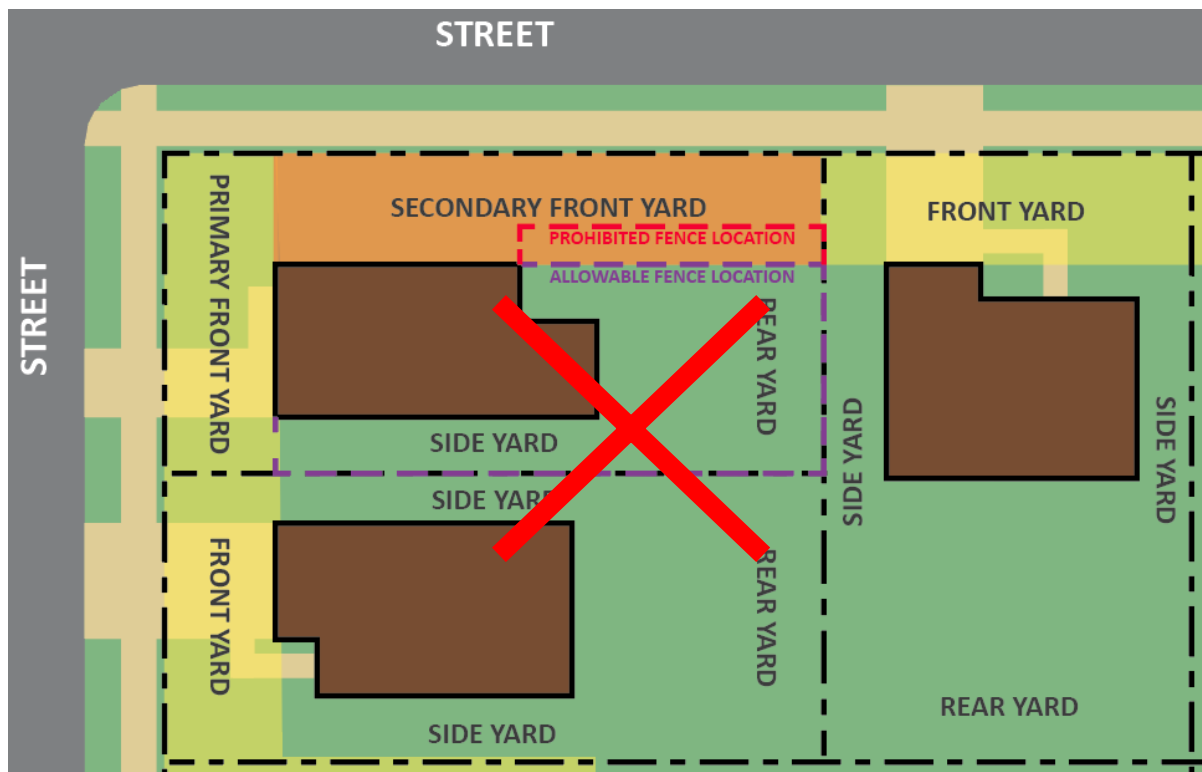 STREET
STREET
PRIMARY FRONT YARD
SECONDARY FRONT YARD
PROHIBITED FENCE LOCATION
ALLOWABLE FENCE LOCATION
FRONT YARD
REAR YARD
SIDE YARD
SIDE YARD
SIDE YARD
SIDE YARD
FRONT YARD
REAR YARD
SIDE YARD
REAR YARD